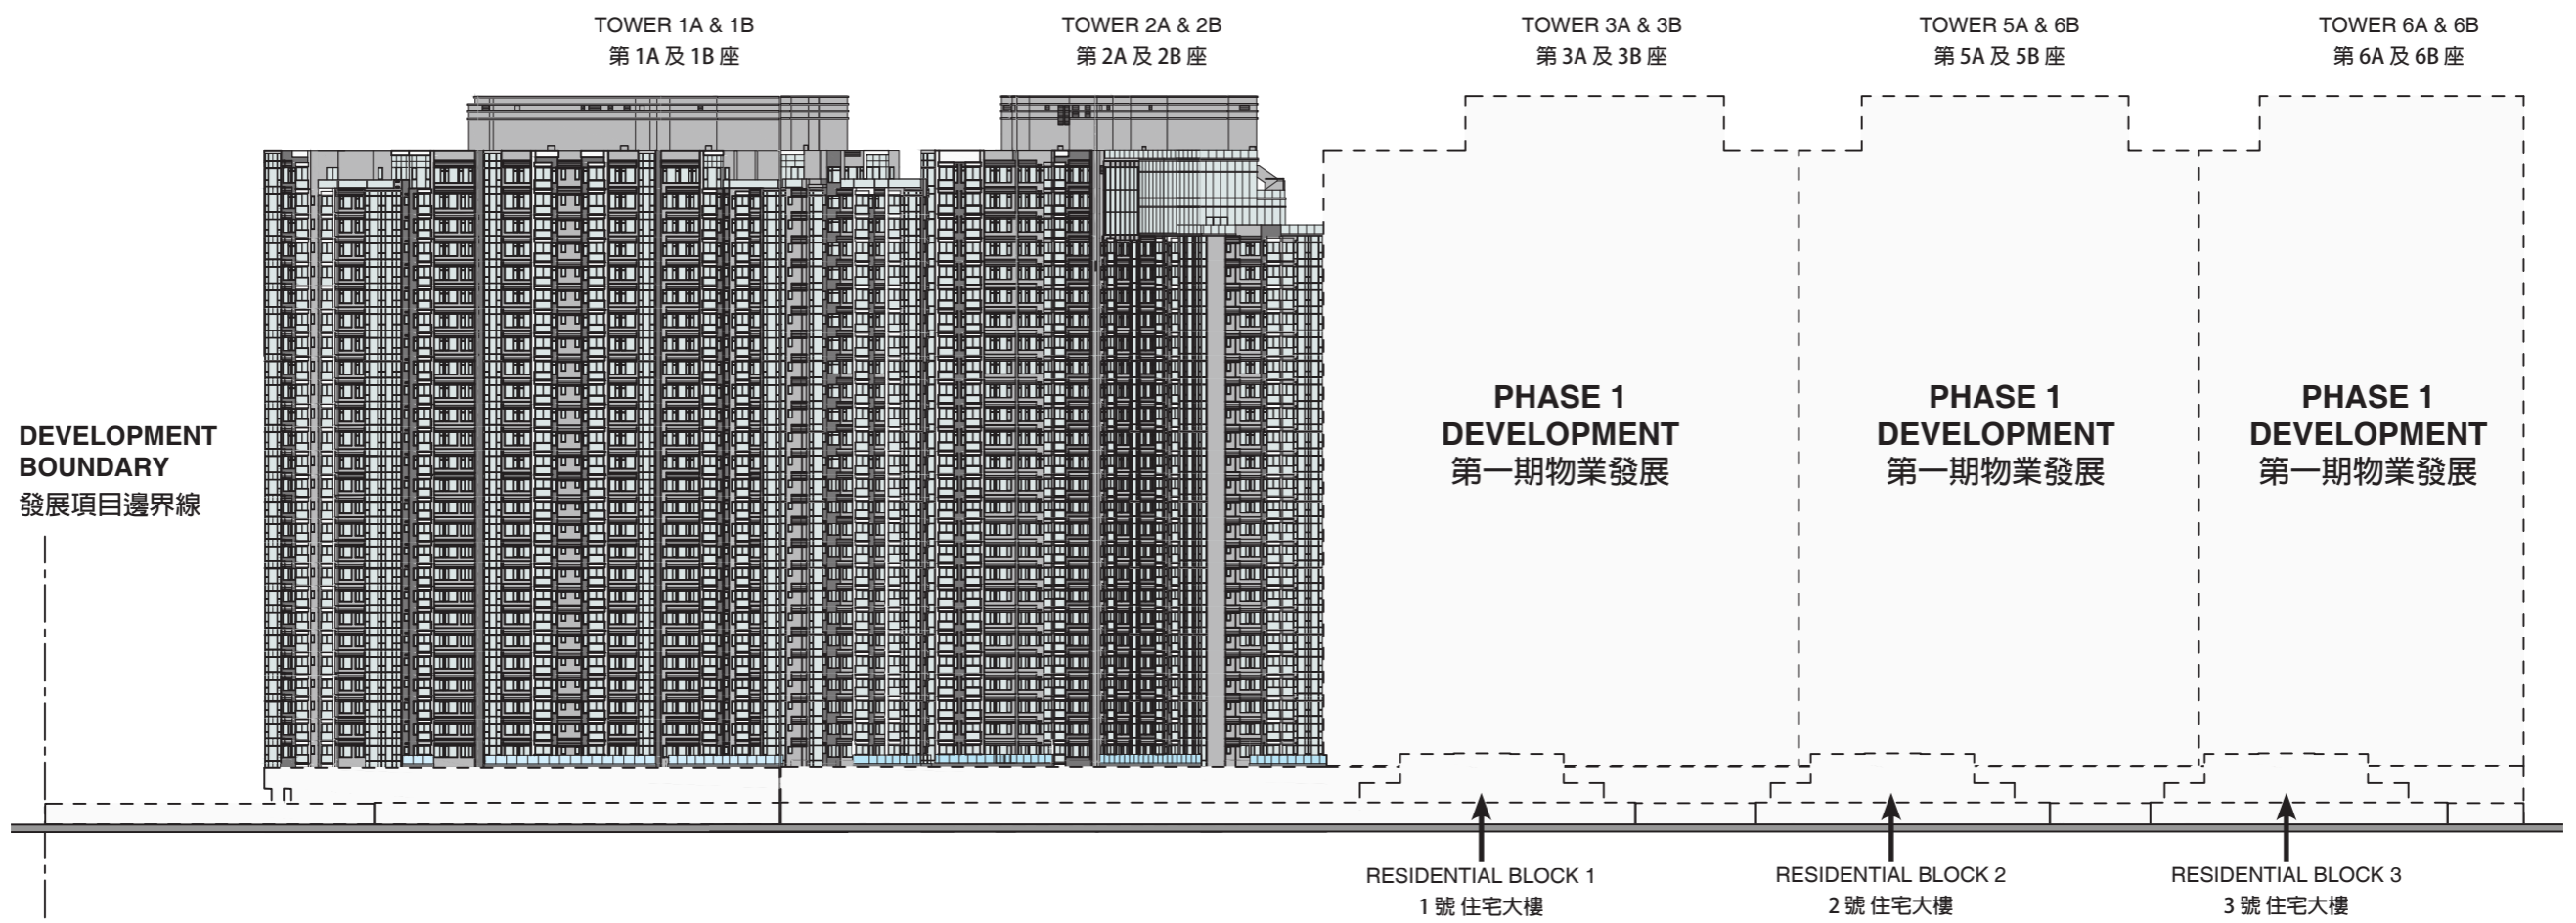 TOWER 1A & 1B
第 1A 及 1B 座
TOWER 2A & 2B
第 2A 及 2B 座
TOWER 3A & 3B
第 3A 及 3B 座
TOWER 5A & 6B
第 5A 及 5B 座
TOWER 6A & 6B
第 6A 及 6B 座
DEVELOPMENT
BOUNDARY
發展項目邊界線
PHASE 1
DEVELOPMENT
第一期物業發展
PHASE 1
DEVELOPMENT
第一期物業發展
PHASE 1
DEVELOPMENT
第一期物業發展
RESIDENTIAL BLOCK 1
1 號 住宅大樓
RESIDENTIAL BLOCK 2
2 號 住宅大樓
RESIDENTIAL BLOCK 3
3 號 住宅大樓